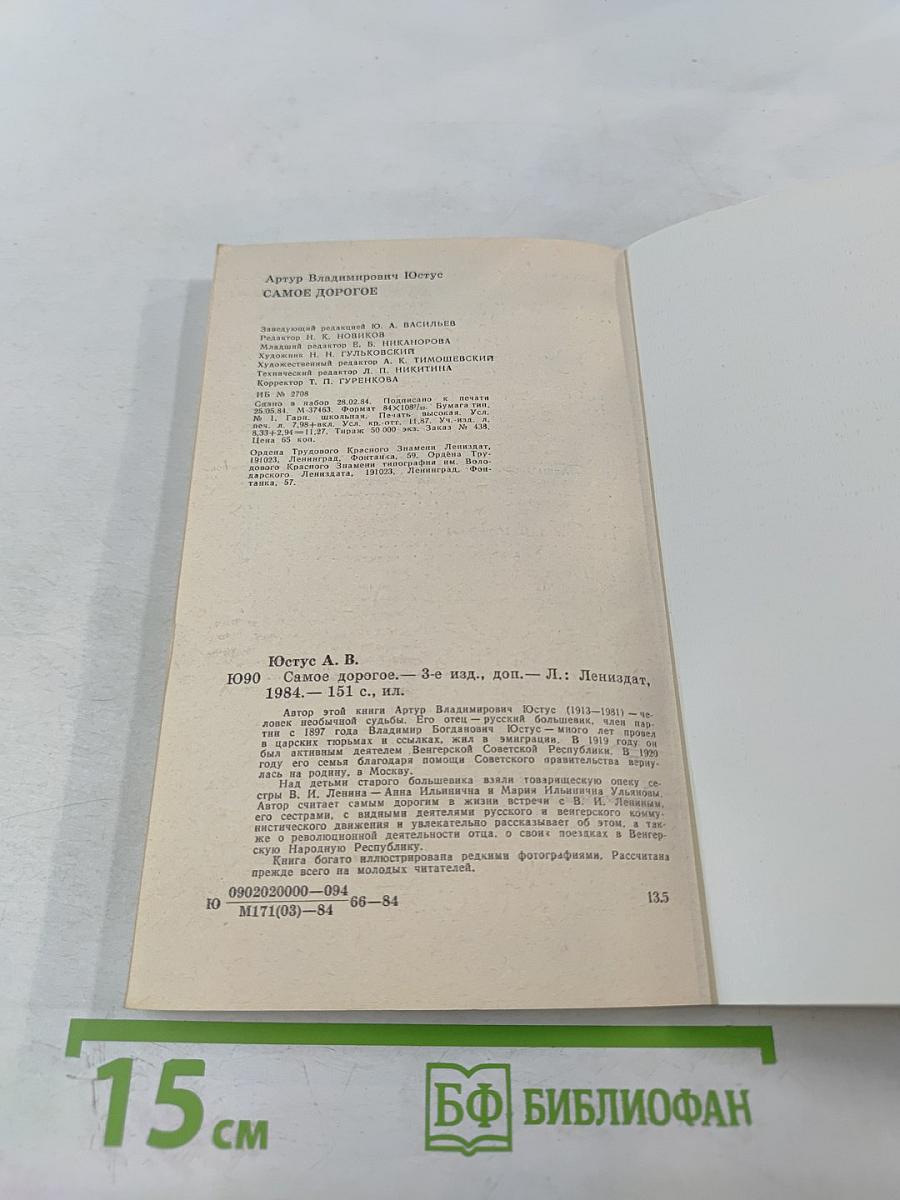 Артур Владимирович Юстус
САМОЕ ДОРОГОЕ
Заведующий редакцией Ю. А. ВАСИЛЬЕВ
Редактор Н. К. НОВИКОВ
Младший редактор Е. Б. НИКАНОРОВА
Художник Н. Н. ГУЛЬКОВСКИЙ
Художественный редактор А. К. ТИМОШЕВСКИЙ
Технический редактор Л. П. НИКИТИНА
Корректор Т. П. ГУРЕНКОВА
ИБ № 2708
Сдано в набор 28.02.84. Подписано к печати
25.05.84. М-37463. Формат 84×108¹/₃₂. Бумага тип.
№ 1. Гарн. школьная. Печать высокая. Усл.
печ. л. 7,98+вкл. Усл. кр.-отт. 11,87. Уч.-изд. л.
8,33+2,94=11,27. Тираж 50 000 экз. Заказ № 438.
Цена 65 коп.
Ордена Трудового Красного Знамени Лениздат,
191023, Ленинград, Фонтанка, 59. Ордена Тру-
дового Красного Знамени типография им. Воло-
дарского Лениздата, 191023, Ленинград, Фон-
танка, 57.
Юстус А. В.
Ю90 Самое дорогое.— 3-е изд., доп.— Л.: Лениздат,
1984.— 151 с., ил.
Автор этой книги Артур Владимирович Юстус (1913—1981) — че-
ловек необычной судьбы. Его отец — русский большевик, член пар-
тии с 1897 года Владимир Богданович Юстус — много лет провел
в царских тюрьмах и ссылках, жил в эмиграции. В 1919 году он
был активным деятелем Венгерской Советской Республики. В 1920
году его семья благодаря помощи Советского правительства верну-
лась на родину, в Москву.
Над детьми старого большевика взяли товарищескую опеку се-
стры В. И. Ленина — Анна Ильинична и Мария Ильинична Ульяновы.
Автор считает самым дорогим в жизни встречи с В. И. Лениным,
его сестрами, с видными деятелями русского и венгерского комму-
нистического движения и увлекательно рассказывает об этом, а так-
же о революционной деятельности отца, о своих поездках в Венгер-
скую Народную Республику.
Книга богато иллюстрирована редкими фотографиями. Рассчитана
прежде всего на молодых читателей.
0902020000—094
Ю 66—84 13.5
М171(03)—84
15 см
БФ БИБЛИОФАН